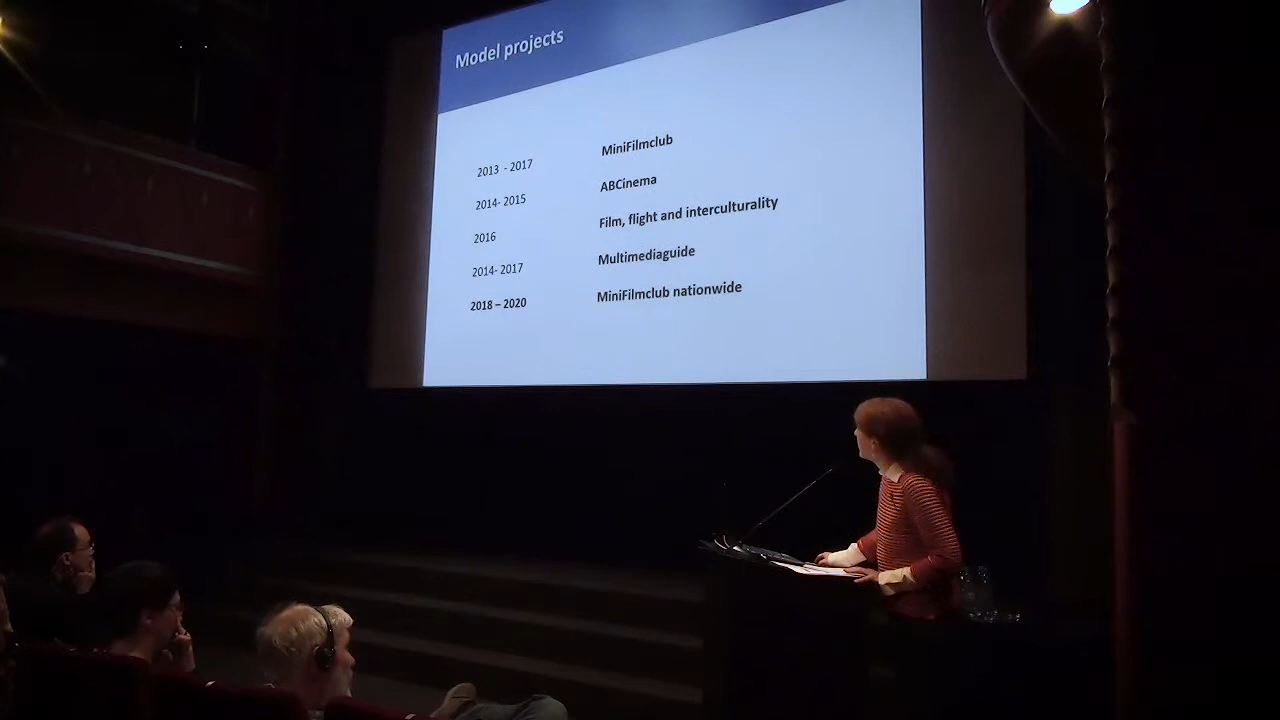 Model projects
2013 - 2017 MiniFilmclub
2014- 2015 ABCinema
2016 Film, flight and interculturality
2014- 2017 Multimediaguide
2018 – 2020 MiniFilmclub nationwide